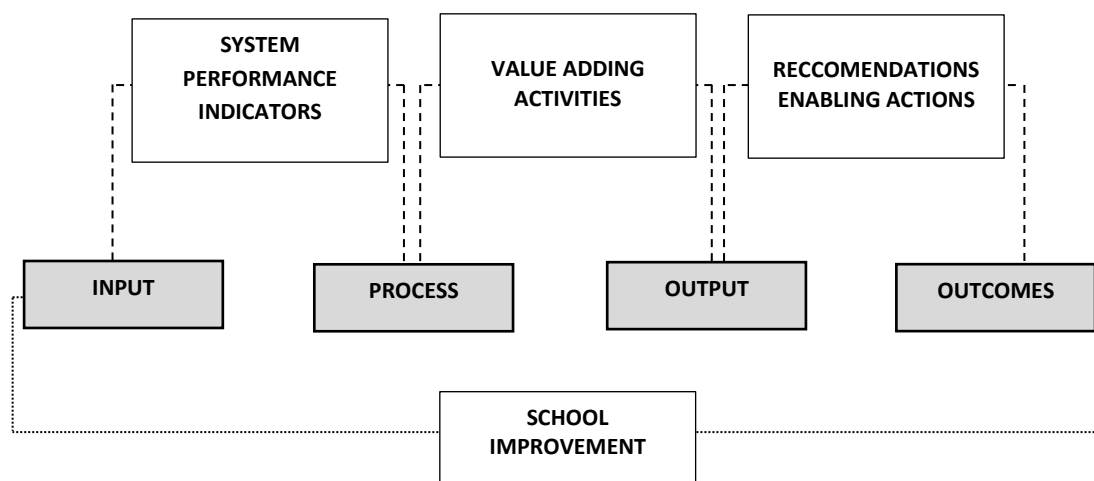 SYSTEM
PERFORMANCE
INDICATORS
VALUE ADDING
ACTIVITIES
RECCOMENDATIONS
ENABLING ACTIONS
INPUT
PROCESS
OUTPUT
OUTCOMES
SCHOOL
IMPROVEMENT